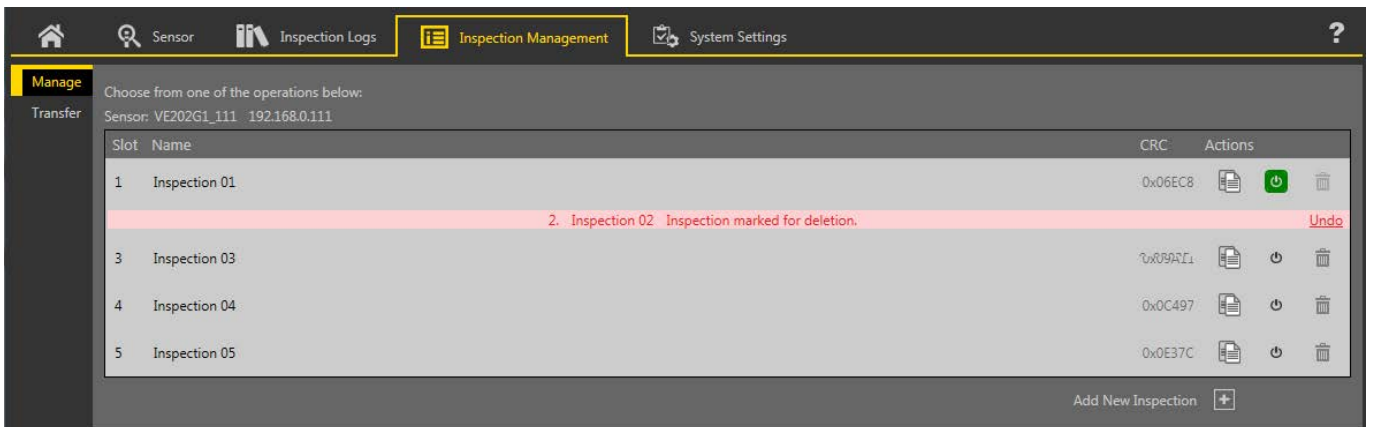 Sensor Inspection Logs Inspection Management System Settings ?
Manage
Transfer
Choose from one of the operations below:
Sensor: VE202G1_111 192.168.0.111
Slot Name CRC Actions
1 Inspection 01 0x06EC8
2. Inspection 02 Inspection marked for deletion. Undo
3 Inspection 03
4 Inspection 04 0x0C497
5 Inspection 05 0x0E37C
Add New Inspection +